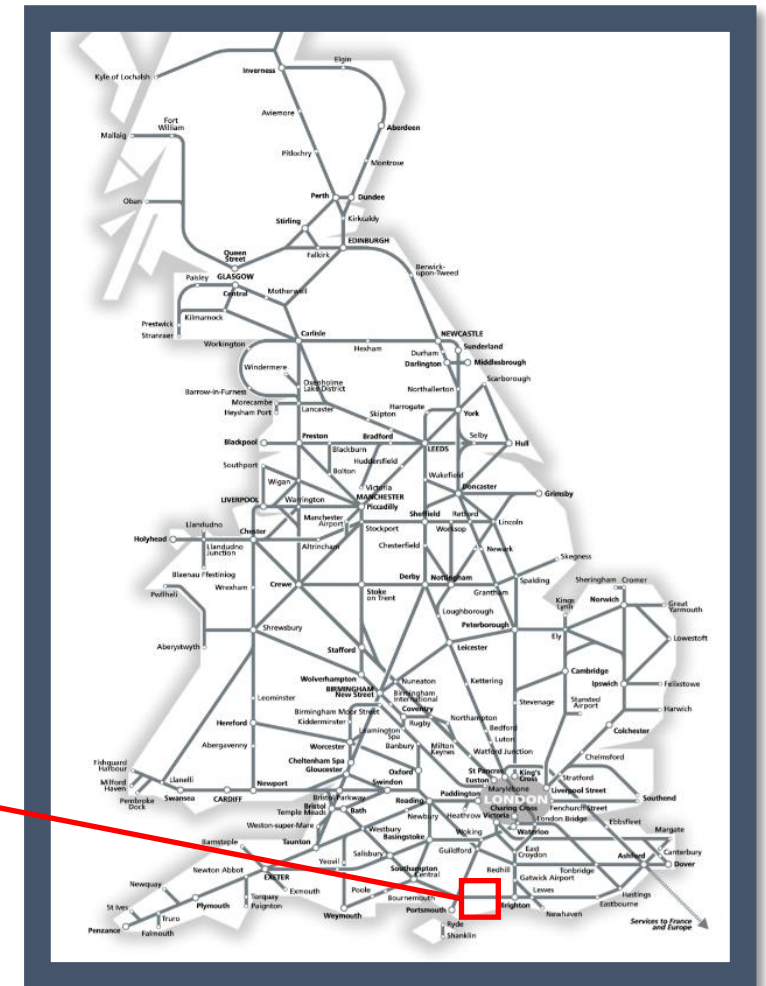 Kyle of Lochalsh
Inverness
Elgin
Aviemore
Aberdeen
Fort
William
Mallaig
Pitlochry
Montrose
Oban
Perth
Dundee
Stirling
Kirkcaldy
EDINBURGH
Falkirk
Queen
Street
GLASGOW
Central
Paisley
Motherwell
Berwick-
upon-Tweed
Prestwick
Stranraer
Kilmarnock
Carlisle
Hexham
NEWCASTLE
Sunderland
Workington
Durham
Darlington
Middlesbrough
Windermere
Oxenholme
Lake District
Northallerton
Scarborough
Barrow-in-Furness
Morecambe
Heysham Port
Lancaster
Skipton
Harrogate
York
Blackpool
Preston
Bradford
Blackburn
LEEDS
Selby
Hull
Huddersfield
Southport
Bolton
Wakefield
Wigan
Victoria
MANCHESTER
Piccadilly
Doncaster
Grimsby
LIVERPOOL
Warrington
Manchester
Airport
Stockport
Sheffield
Retford
Worksop
Lincoln
Holyhead
Llandudno
Llandudno
Junction
Chester
Altrincham
Chesterfield
Newark
Skegness
Blaenau Ffestiniog
Pwllheli
Wrexham
Crewe
Stoke
on Trent
Derby
Nottingham
Grantham
Spalding
Sheringham
Cromer
Kings
Lynn
Norwich
Great
Yarmouth
Loughborough
Peterborough
Ely
Lowestoft
Aberystwyth
Shrewsbury
Stafford
Leicester
Wolverhampton
BIRMINGHAM
New Street
Nuneaton
Birmingham
International
Kettering
Cambridge
Ipswich
Felixstowe
Leominster
Birmingham Moor Street
Coventry
Rugby
Stevenage
Stansted
Airport
Harwich
Kidderminster
Northampton
Hereford
Leamington
Spa
Bedford
Colchester
Abergavenny
Worcester
Banbury
Milton
Keynes
Luton
Watford Junction
Chelmsford
Cheltenham Spa
Gloucester
Oxford
St Pancras
Euston
King's
Cross
Stratford
Fishguard
Harbour
Milford
Haven
Pembroke
Dock
Llanelli
Swansea
CARDIFF
Newport
Swindon
Paddington
Marylebone
Liverpool Street
LONDON
Fenchurch Street
Southend
Bristol Parkway
Bristol
Temple Meads
Bath
Reading
Newbury
Heathrow
Victoria
Charing Cross
London Bridge
Waterloo
Ebbsfleet
Weston-super-Mare
Westbury
Basingstoke
Woking
Margate
Barnstaple
Taunton
Yeovil
Salisbury
Guildford
East
Croydon
Redhill
Gatwick Airport
Tonbridge
Ashford
Canterbury
Dover
Newquay
Newton Abbot
EXETER
Exmouth
Southampton
Central
Lewes
Hastings
Eastbourne
St Ives
Truro
Plymouth
Torquay
Paignton
Poole
Bournemouth
Portsmouth
Brighton
Newhaven
Penzance
Falmouth
Weymouth
Ryde
Shanklin
Services to France
and Europe